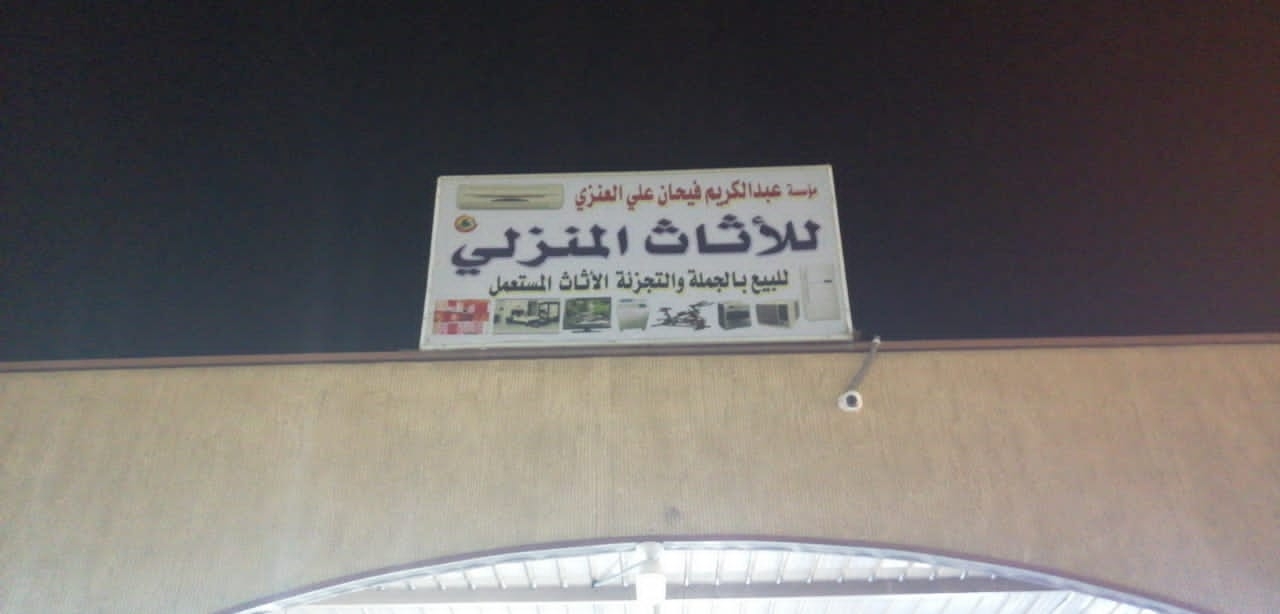 مؤسسة عبدالكريم فيحان علي العنزي
للأثاث المنزلي
للبيع بالجملة والتجزئة الأثاث المستعمل